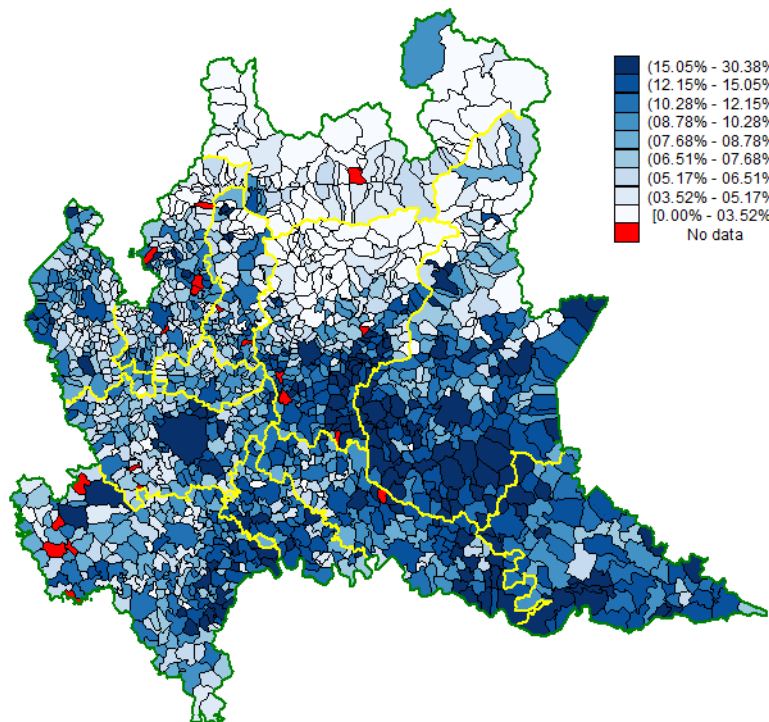 (15.05% - 30.38%
(12.15% - 15.05%
(10.28% - 12.15%
(08.78% - 10.28%
(07.68% - 08.78%
(06.51% - 07.68%
(05.17% - 06.51%
(03.52% - 05.17%
[0.00% - 03.52%
No data